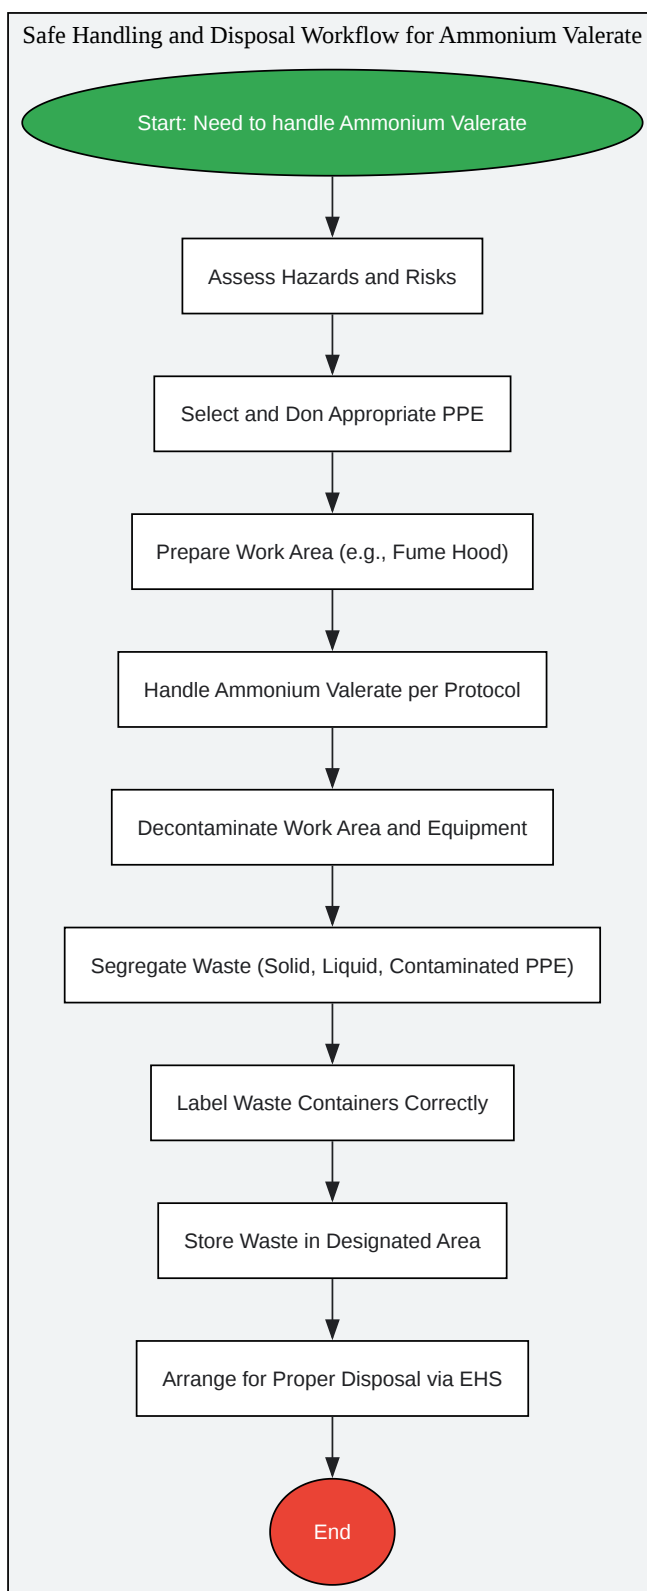 Safe Handling and Disposal Workflow for Ammonium Valerate
Start: Need to handle Ammonium Valerate
Assess Hazards and Risks
Select and Don Appropriate PPE
Prepare Work Area (e.g., Fume Hood)
Handle Ammonium Valerate per Protocol
Decontaminate Work Area and Equipment
Segregate Waste (Solid, Liquid, Contaminated PPE)
Label Waste Containers Correctly
Store Waste in Designated Area
Arrange for Proper Disposal via EHS
End